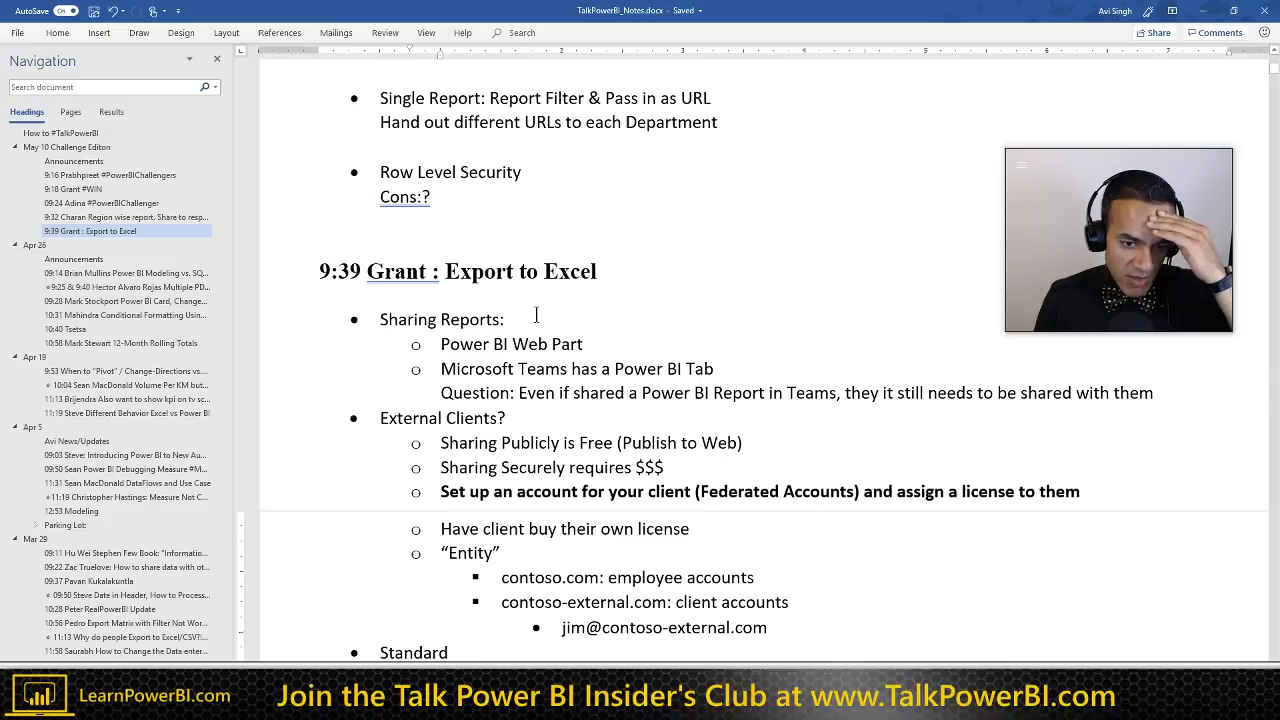 AutoSave On
TalkPowerBI_Notes.docx - Saved
Avi Singh
File Home Insert Draw Design Layout References Mailings Review View Help Search Share Comments
Navigation
Search document
Headings Pages Results
How to #TalkPowerBI
May 10 Challenge Editon
Announcements
9:16 Prabhpreet #PowerBIChallengers
9:18 Grant #WIN
09:24 Adina #PowerBIChallenger
9:32 Charan Region wise report. Share to resp...
9:39 Grant : Export to Excel
Apr 26
Announcements
09:14 Brian Mullins Power BI Modeling vs. SQ...
9:25 & 9:40 Hector Alvaro Rojas Multiple PD...
09:28 Mark Stockport Power BI Card, Change...
10:31 Mahindra Conditional Formatting Usin...
10:40 Tsetsa
10:58 Mark Stewart 12-Month Rolling Totals
Apr 19
9:53 When to "Pivot" / Change-Directions vs.
10:04 Sean MacDonald Volume Per KM but...
11:13 Brijendra Also want to show kpi on tv sc...
11:19 Steve Different Behavior Excel vs Power BI
Apr 5
Avi News/Updates
09:03 Steve: Introducing Power BI to New Au...
09:50 Sean Power BI Debugging Measure #M...
11:31 Sean MacDonald DataFlows and Use Case
11:19 Christopher Hastings: Measure Not C...
12:53 Modeling
Parking Lot:
Mar 29
09:11 Hu Wei Stephen Few Book: "Informatio...
09:22 Zac Truelove: How to share data with ot...
09:37 Pavan Kukalakuntla
09:50 Steve Date in Header, How to Process...
10:28 Peter RealPowerBI Update
10:56 Pedro Export Matrix with Filter Not Wor...
11:13 Why do people Export to Excel/CSV?!...
11:58 Saurabh How to Change the Data enter...
1 2 3 4 5 6 7
• Single Report: Report Filter & Pass in as URL
Hand out different URLs to each Department
• Row Level Security
Cons:?
9:39 Grant : Export to Excel
• Sharing Reports:
o Power BI Web Part
o Microsoft Teams has a Power BI Tab
Question: Even if shared a Power BI Report in Teams, they it still needs to be shared with them
• External Clients?
o Sharing Publicly is Free (Publish to Web)
o Sharing Securely requires $$$
o Set up an account for your client (Federated Accounts) and assign a license to them
o Have client buy their own license
o “Entity”
▪ contoso.com: employee accounts
▪ contoso-external.com: client accounts
• jim@contoso-external.com
• Standard
LearnPowerBI.com
Join the Talk Power BI Insider's Club at www.TalkPowerBI.com